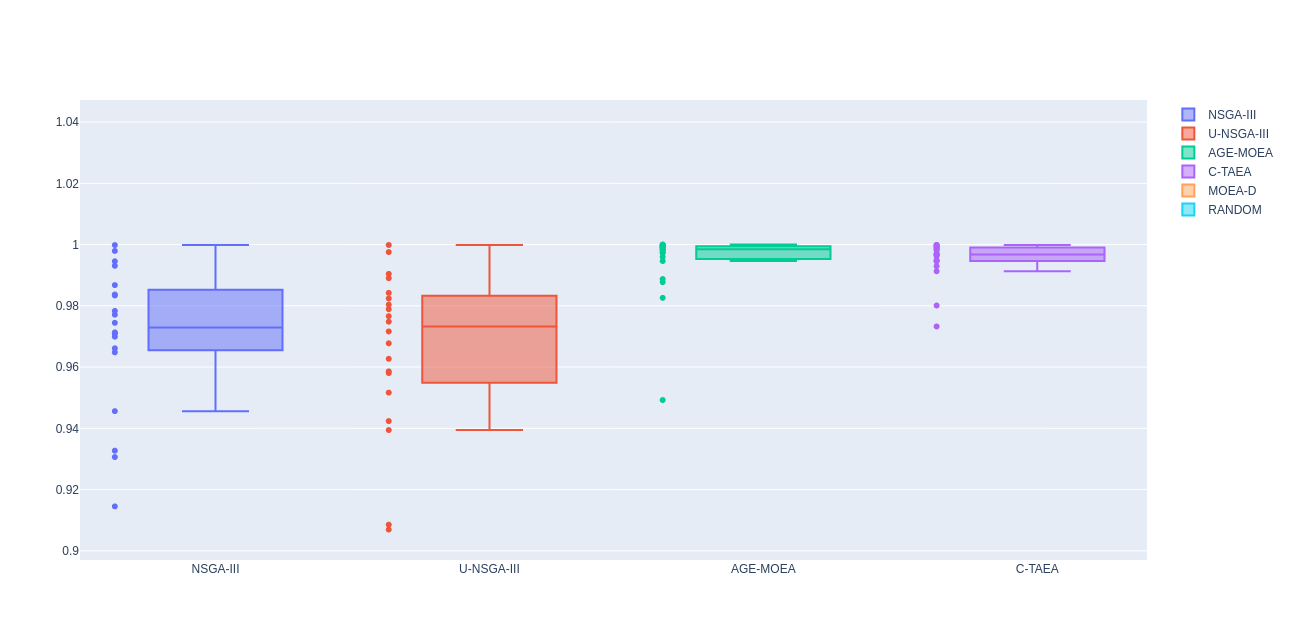 1.04
1.02
1
0.98
0.96
0.94
0.92
0.9
NSGA-III
U-NSGA-III
AGE-MOEA
C-TAEA
NSGA-III
U-NSGA-III
AGE-MOEA
C-TAEA
MOEA-D
RANDOM